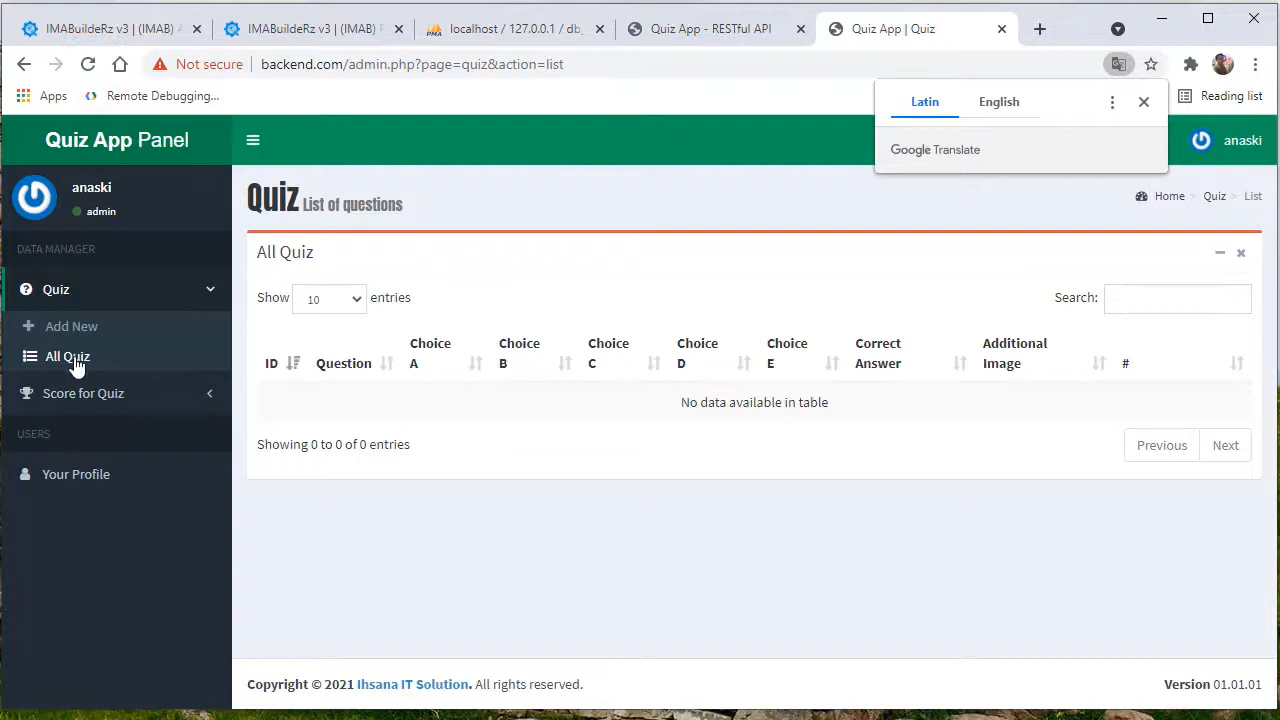 IMABuildeRz v3 | (IMAB) A
IMABuildeRz v3 | (IMAB) F
localhost / 127.0.0.1 / db_
Quiz App - RESTful API
Quiz App | Quiz
Not secure
backend.com/admin.php?page=quiz&action=list
Apps
Remote Debugging,...
Reading list
Latin
English
Google Translate
Quiz App Panel
anaski
anaski
admin
DATA MANAGER
Quiz
Add New
All Quiz
Score for Quiz
USERS
Your Profile
Quiz List of questions
Home > Quiz > List
All Quiz
Show 10 entries
Search:
ID
Question
Choice A
Choice B
Choice C
Choice D
Choice E
Correct Answer
Additional Image
#
No data available in table
Showing 0 to 0 of 0 entries
Previous
Next
Copyright © 2021 Ihsana IT Solution. All rights reserved.
Version 01.01.01